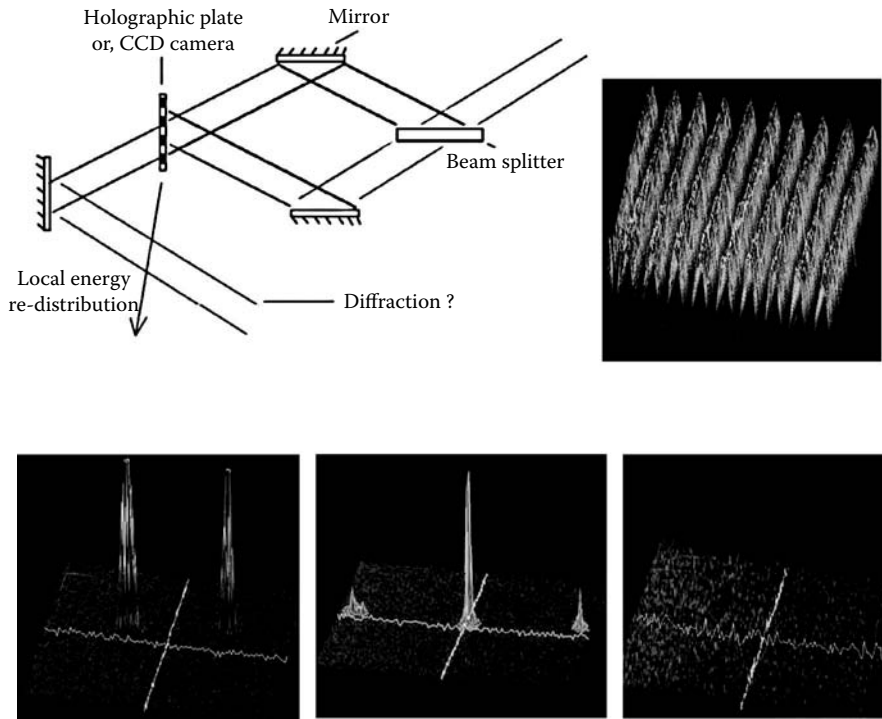 Holographic plate
or, CCD camera
Mirror
Beam splitter
Local energy
re-distribution
Diffraction ?